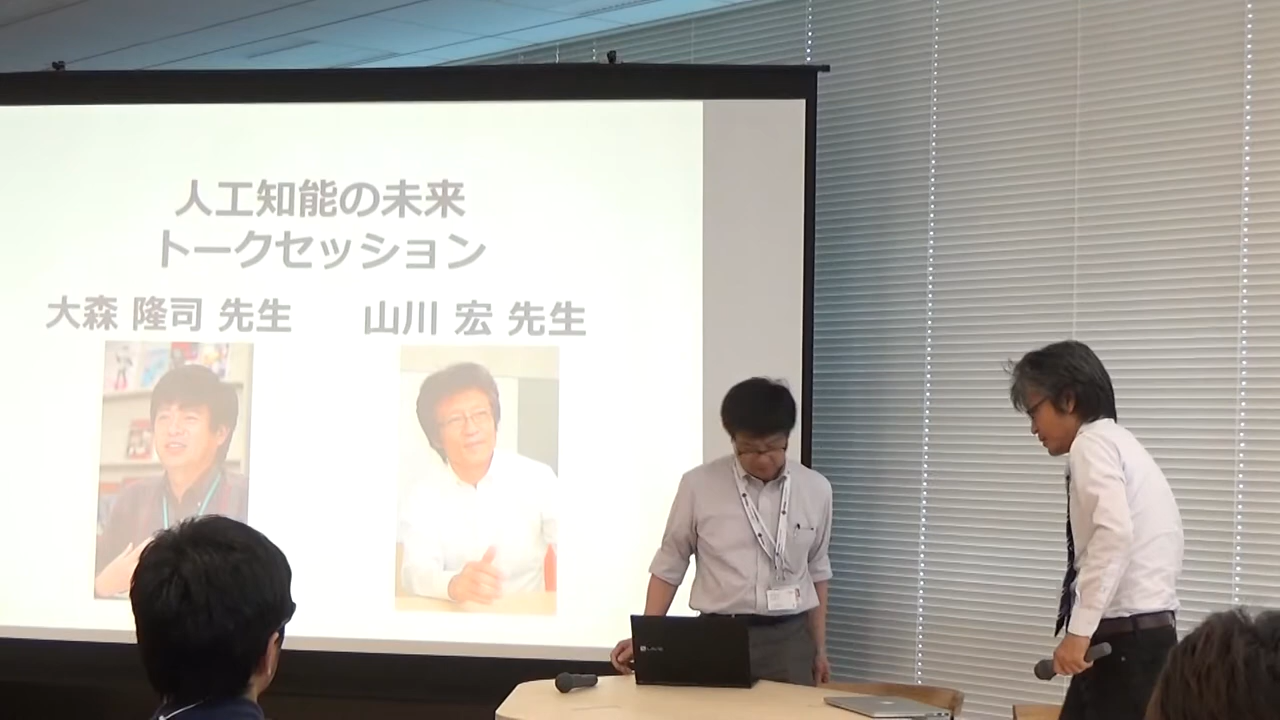 人工知能の未来
トークセッション
大森 隆司 先生
山川 宏 先生